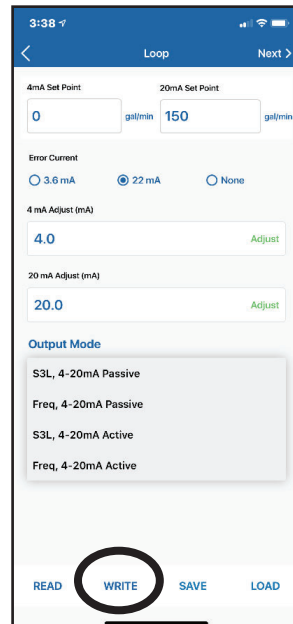 3:38
Loop Next >
4mA Set Point 20mA Set Point
0 gal/min 150 gal/min
Error Current
3.6 mA 22 mA None
4 mA Adjust (mA)
4.0 Adjust
20 mA Adjust (mA)
20.0 Adjust
Output Mode
S3L, 4-20mA Passive
Freq, 4-20mA Passive
S3L, 4-20mA Active
Freq, 4-20mA Active
READ WRITE SAVE LOAD